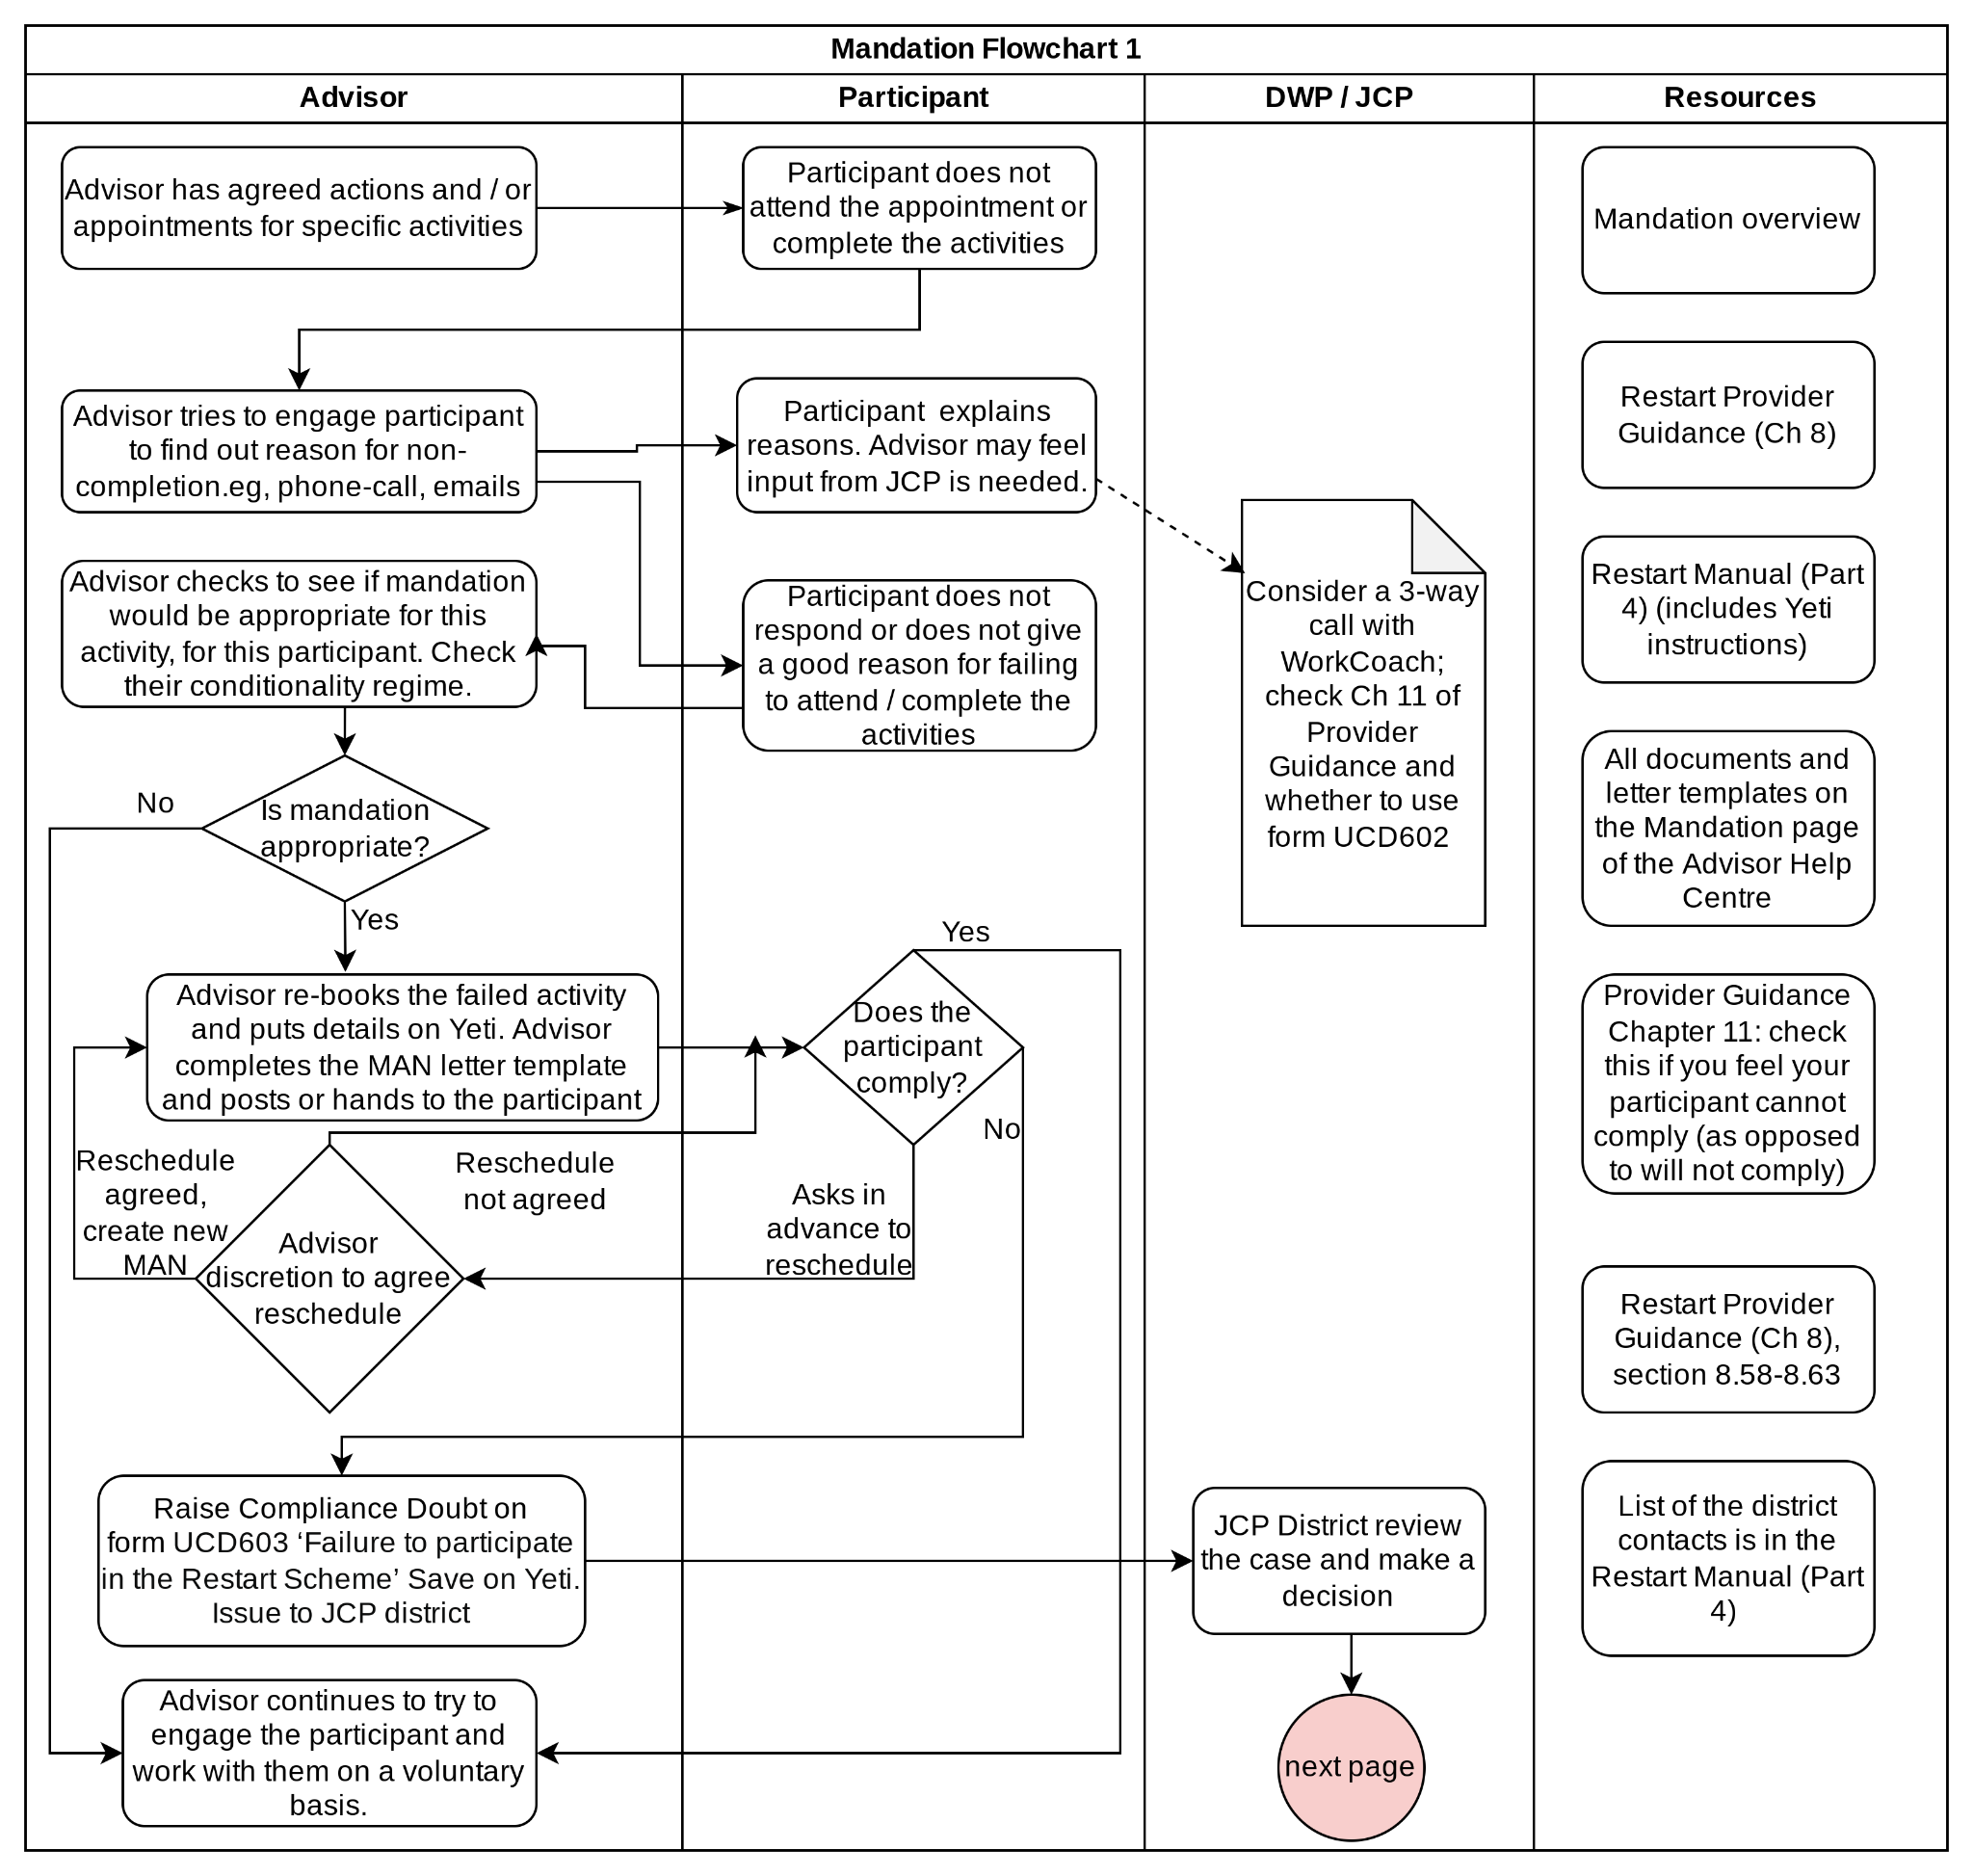 Mandation Flowchart 1
Advisor
Participant
DWP / JCP
Resources
Advisor has agreed actions and / or
appointments for specific activities
Participant does not
attend the appointment or
complete the activities
Mandation overview
Advisor tries to engage participant
to find out reason for non-
completion.eg, phone-call, emails
Participant  explains
reasons. Advisor may feel
input from JCP is needed.
Restart Provider
Guidance (Ch 8)
Advisor checks to see if mandation
would be appropriate for this
activity, for this participant. Check
their conditionality regime.
Participant does not
respond or does not give
a good reason for failing
to attend / complete the
activities
Consider a 3-way
call with
WorkCoach;
check Ch 11 of
Provider
Guidance and
whether to use
form UCD602
Restart Manual (Part
4) (includes Yeti
instructions)
No
Is mandation
appropriate?
Yes
All documents and
letter templates on
the Mandation page
of the Advisor Help
Centre
Advisor re-books the failed activity
and puts details on Yeti. Advisor
completes the MAN letter template
and posts or hands to the participant
Yes
Does the
participant
comply?
No
Provider Guidance
Chapter 11: check
this if you feel your
participant cannot
comply (as opposed
to will not comply)
Reschedule
agreed,
create new
MAN
Reschedule
not agreed
Asks in
advance to
reschedule
Advisor
discretion to agree
reschedule
Restart Provider
Guidance (Ch 8),
section 8.58-8.63
Raise Compliance Doubt on
form UCD603 ‘Failure to participate
in the Restart Scheme’ Save on Yeti.
Issue to JCP district
JCP District review
the case and make a
decision
List of the district
contacts is in the
Restart Manual (Part
4)
Advisor continues to try to
engage the participant and
work with them on a voluntary
basis.
next page